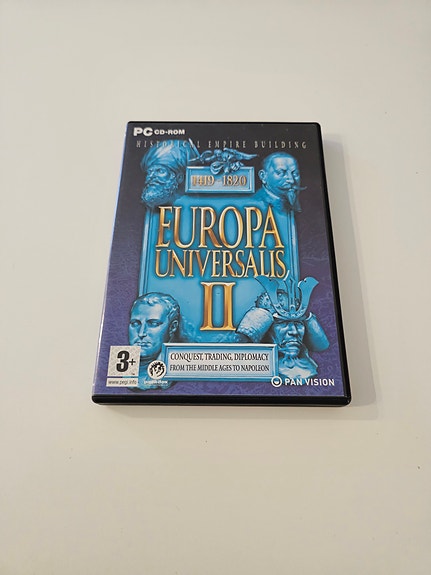 PC CD-ROM
HISTORICAL EMPIRE BUILDING
1419 - 1820
EUROPA
UNIVERSALIS
II
CONQUEST, TRADING, DIPLOMACY
FROM THE MIDDLE AGES TO NAPOLEON
3+
www.pegi.info
PAN VISION